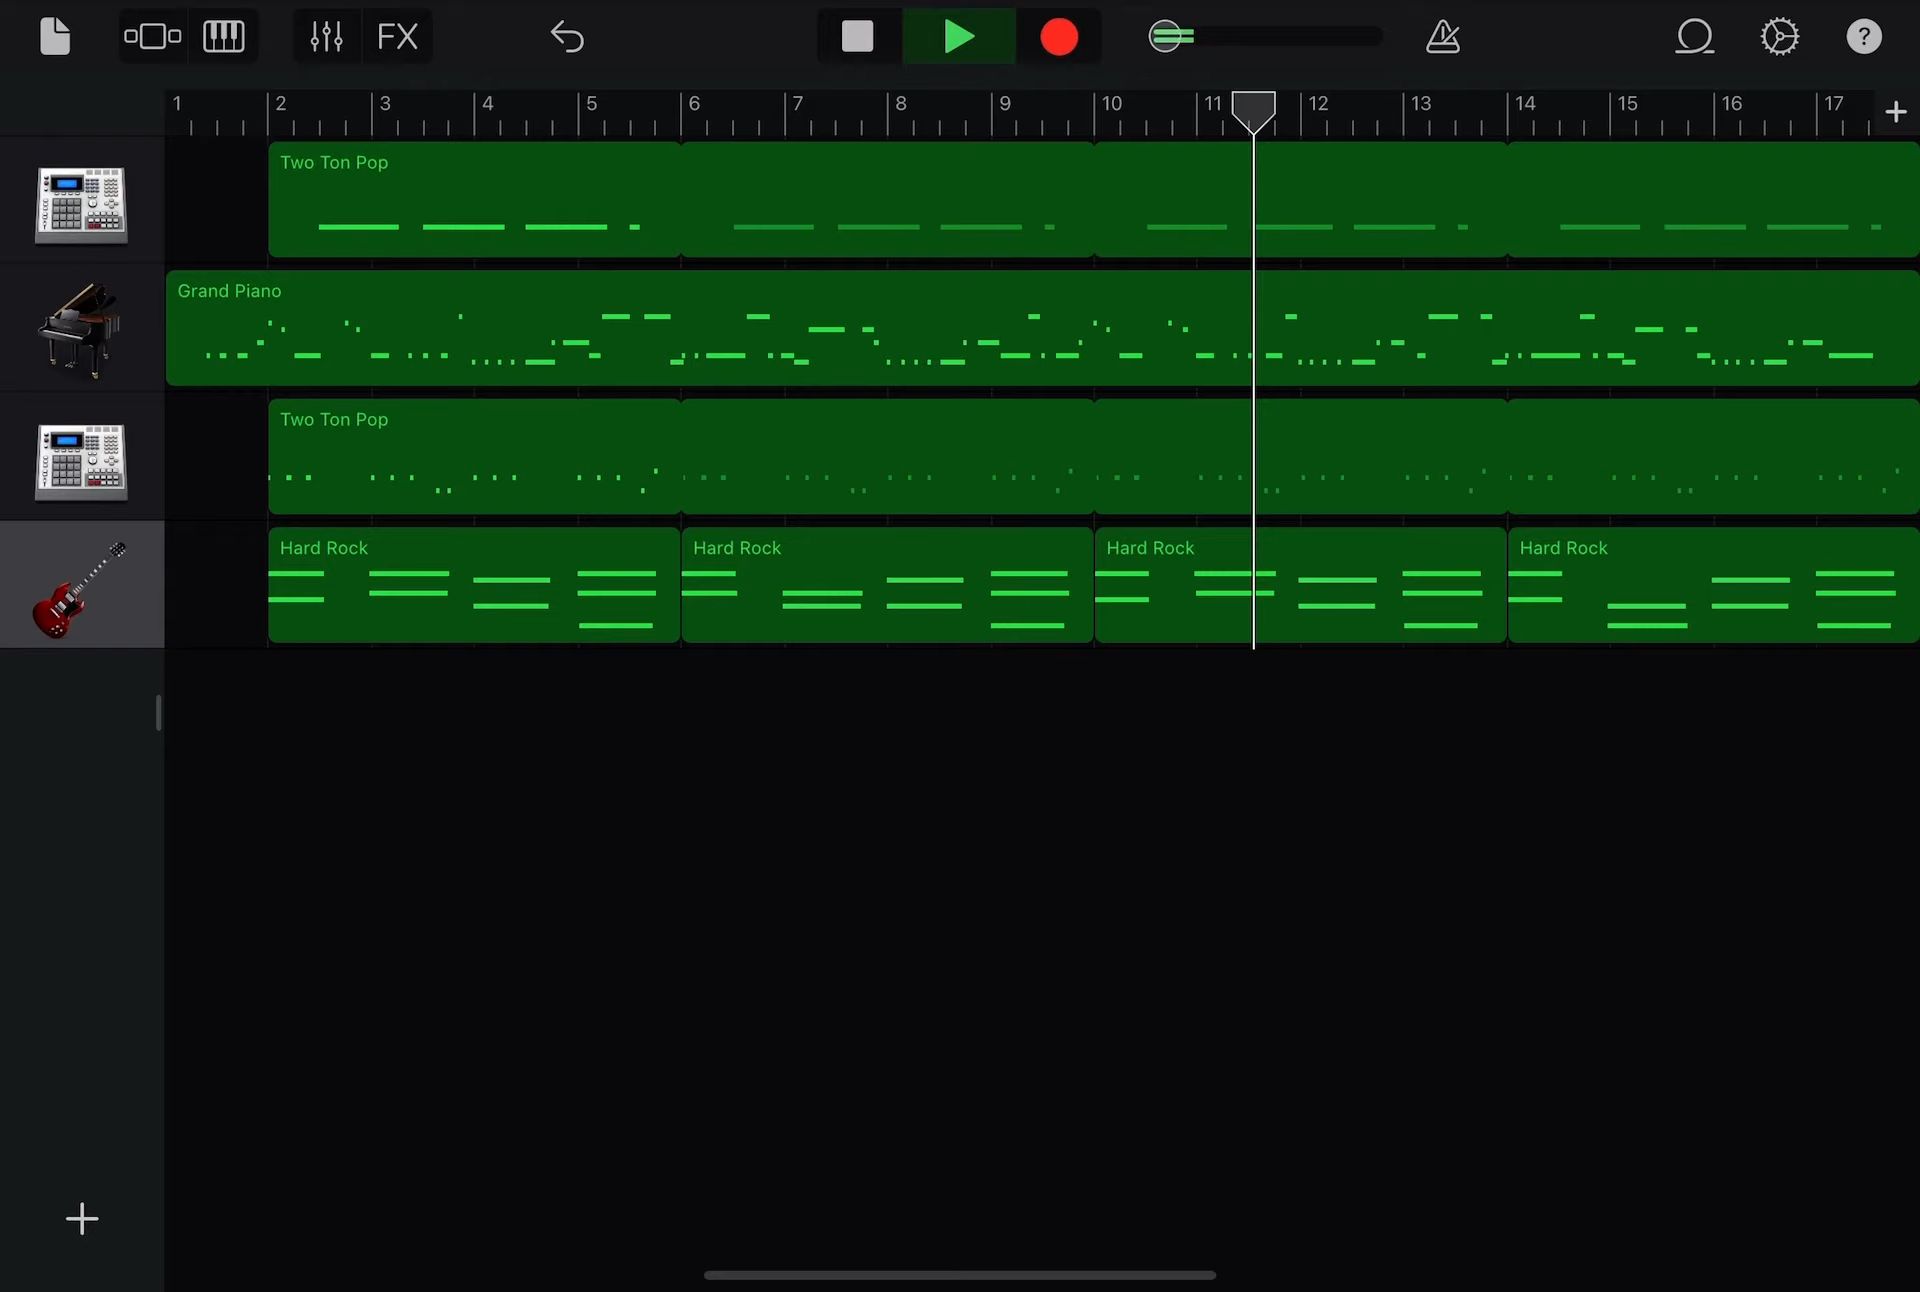 FX
?
1 2 3 4 5 6 7 8 9 10 11 12 13 14 15 16 17 +
Two Ton Pop
Grand Piano
Two Ton Pop
Hard Rock Hard Rock Hard Rock Hard Rock
+